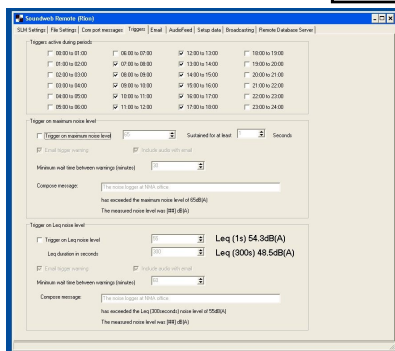 Soundweb Remote (Rion)
SLM Settings File Settings Com port messages Triggers Email AudioFeed Setup data Broadcasting Remote Database Server
Triggers active during periods
00:00 to 01:00 06:00 to 07:00 12:00 to 13:00 18:00 to 19:00
01:00 to 02:00 07:00 to 08:00 13:00 to 14:00 19:00 to 20:00
02:00 to 03:00 08:00 to 09:00 14:00 to 15:00 20:00 to 21:00
03:00 to 04:00 09:00 to 10:00 15:00 to 16:00 21:00 to 22:00
04:00 to 05:00 10:00 to 11:00 16:00 to 17:00 22:00 to 23:00
05:00 to 06:00 11:00 to 12:00 17:00 to 18:00 23:00 to 24:00
Trigger on maximum noise level
Trigger on maximum noise level 65 Sustained for at least Seconds
Email trigger warning Include audio with email
Minimum wait time between warnings (minutes) 30
Compose message: The noise logger at NMA office
has exceeded the maximum noise level of 65dB(A)
The measured noise level was [##] dB(A)
Trigger on Leq noise level
Trigger on Leq noise level 55 Leq (1s) 54.3dB(A)
Leq duration in seconds 300 Leq (300s) 48.5dB(A)
Email trigger warning Include audio with email
Minimum wait time between warnings (minutes) 60
Compose message: The noise logger at NMA office
has exceeded the Leq (300seconds) noise level of 55dB(A)
The measured noise level was [##] dB(A)